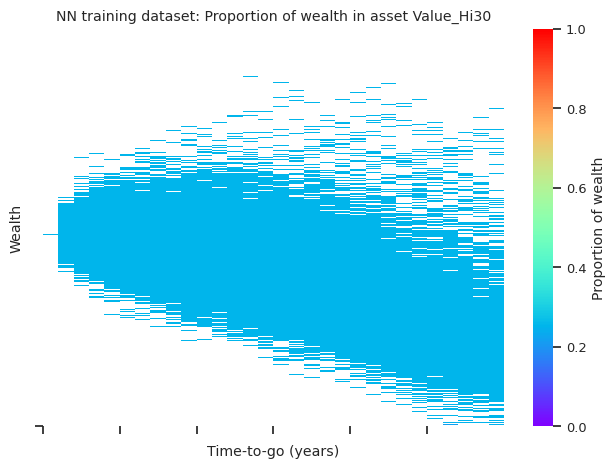 NN training dataset: Proportion of wealth in asset Value_Hi30
Wealth
Time-to-go (years)
1.0
0.8
0.6
0.4
0.2
0.0
Proportion of wealth